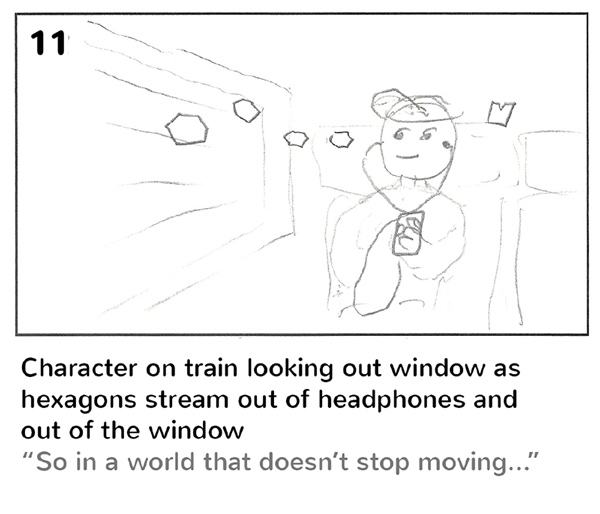 11
Character on train looking out window as
hexagons stream out of headphones and
out of the window
“So in a world that doesn’t stop moving...”